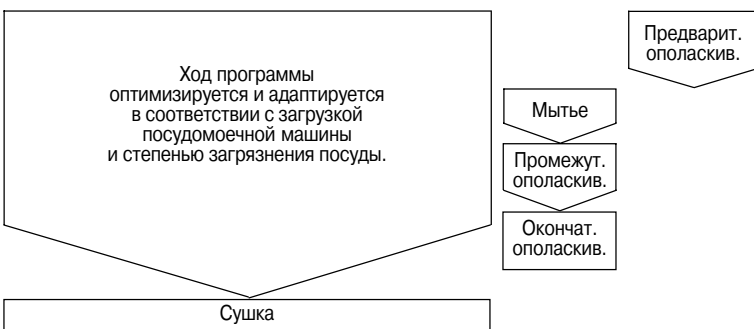 Ход программы
оптимизируется и адаптируется
в соответствии с загрузкой
посудомоечной машины
и степенью загрязнения посуды.
Сушка
Мытье
Промежут.
ополаскив.
Окончат.
ополаскив.
Предварит.
ополаскив.